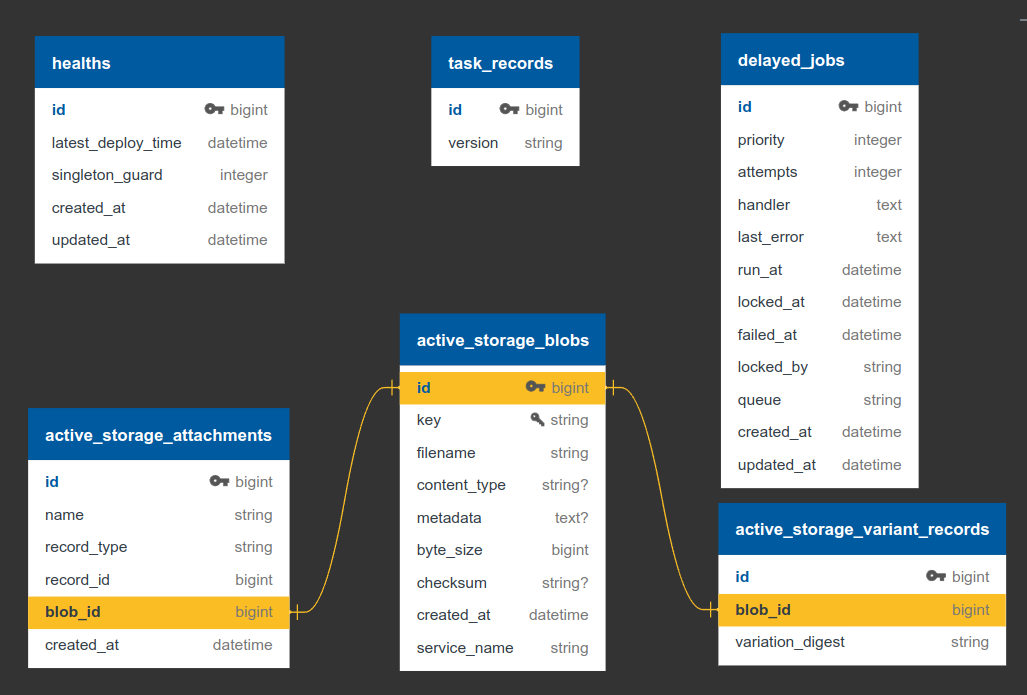 healths
id bigint
latest_deploy_time datetime
singleton_guard integer
created_at datetime
updated_at datetime
task_records
id bigint
version string
delayed_jobs
id bigint
priority integer
attempts integer
handler text
last_error text
run_at datetime
locked_at datetime
failed_at datetime
locked_by string
queue string
created_at datetime
updated_at datetime
active_storage_attachments
id bigint
name string
record_type string
record_id bigint
blob_id bigint
created_at datetime
active_storage_blobs
id bigint
key string
filename string
content_type string?
metadata text?
byte_size bigint
checksum string?
created_at datetime
service_name string
active_storage_variant_records
id bigint
blob_id bigint
variation_digest string